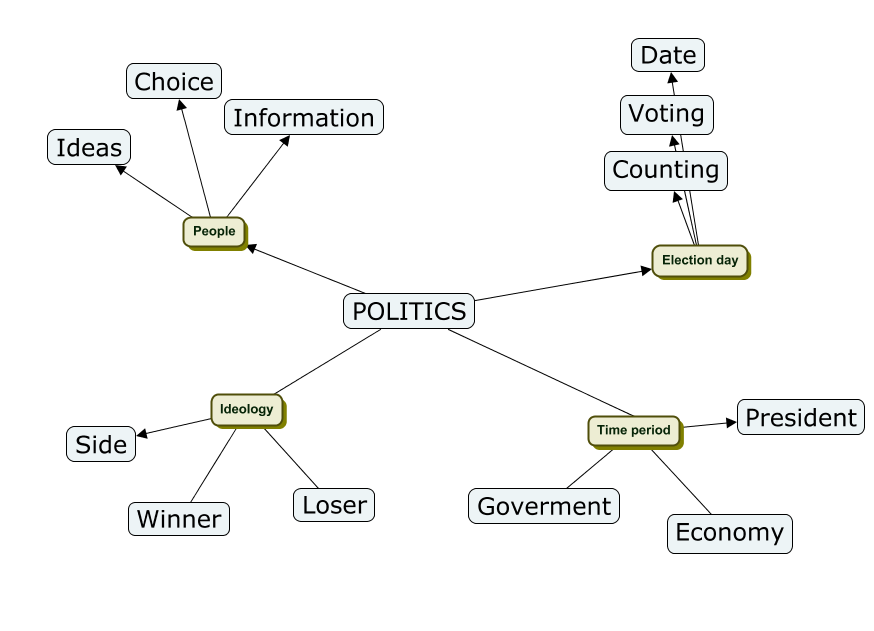 Date
Choice
Voting
Information
Ideas
Counting
People
Election day
POLITICS
Ideology
President
Time period
Side
Loser
Goverment
Winner
Economy